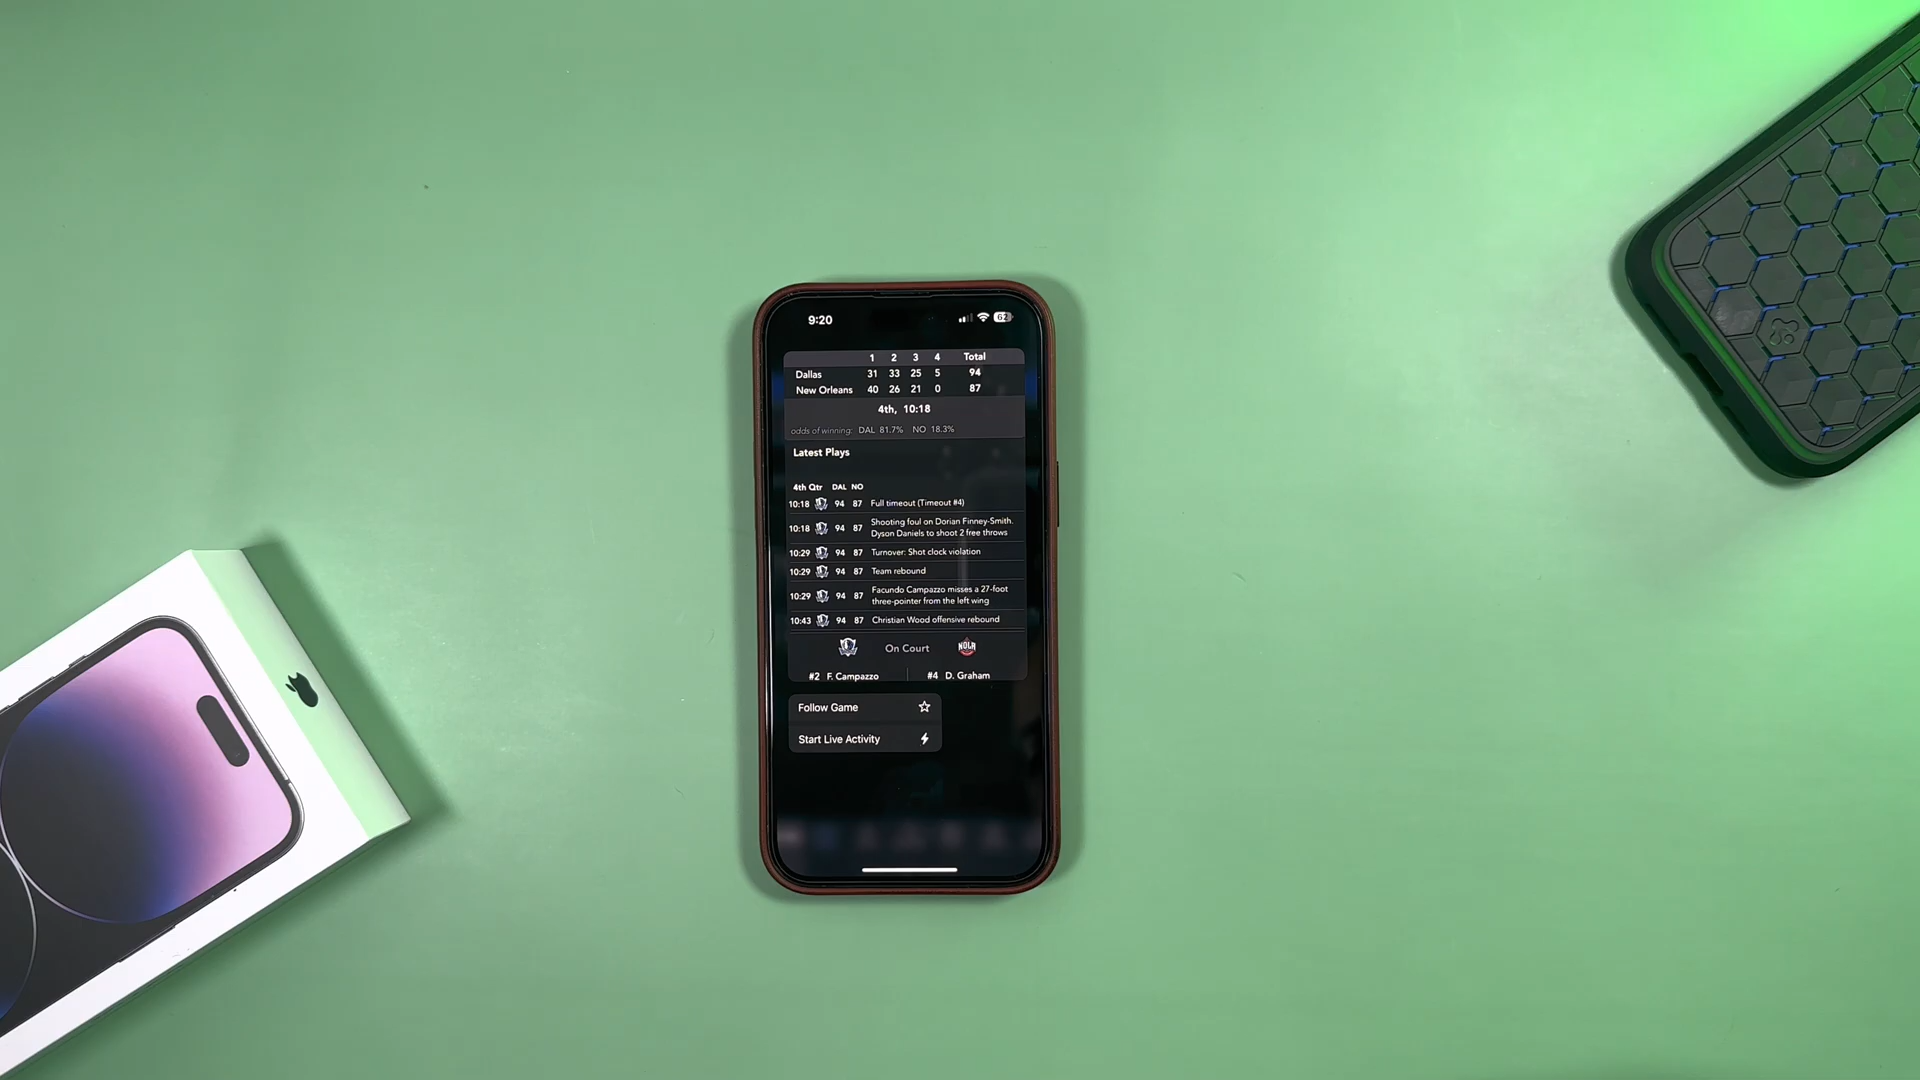 9:20
62
1 2 3 4 Total
Dallas 31 33 25 5 94
New Orleans 40 26 21 0 87
4th, 10:18
odds of winning: DAL 81.7% NO 18.3%
Latest Plays
4th Qtr DAL NO
10:18 94 87 Full timeout (Timeout #4)
10:18 94 87 Shooting foul on Dorian Finney-Smith.
Dyson Daniels to shoot 2 free throws
10:29 94 87 Turnover: Shot clock violation
10:29 94 87 Team rebound
10:29 94 87 Facundo Campazzo misses a 27-foot
three-pointer from the left wing
10:43 94 87 Christian Wood offensive rebound
On Court NOLA
#2 F. Campazzo #4 D. Graham
Follow Game
Start Live Activity